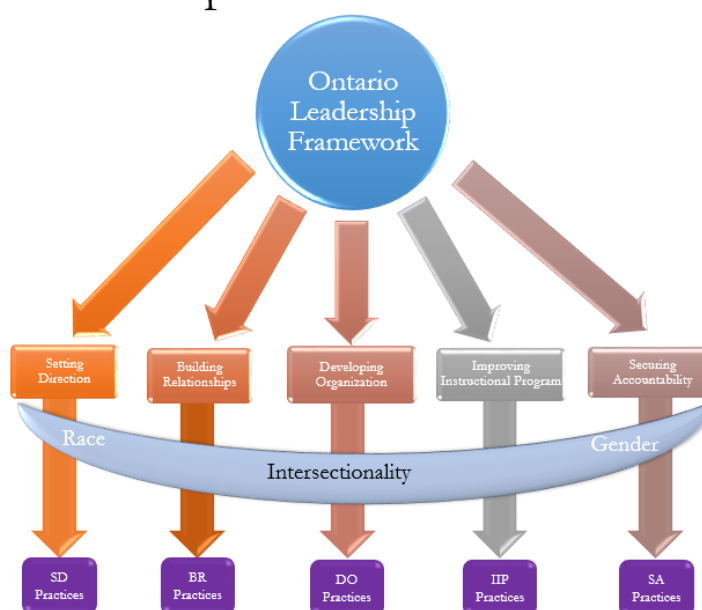 Ontario
Leadership
Framework
Setting
Direction
Building
Relationships
Developing
Organization
Improving
Instructional Program
Securing
Accountability
Race
Gender
Intersectionality
SD
Practices
BR
Practices
DO
Practices
IIP
Practices
SA
Practices